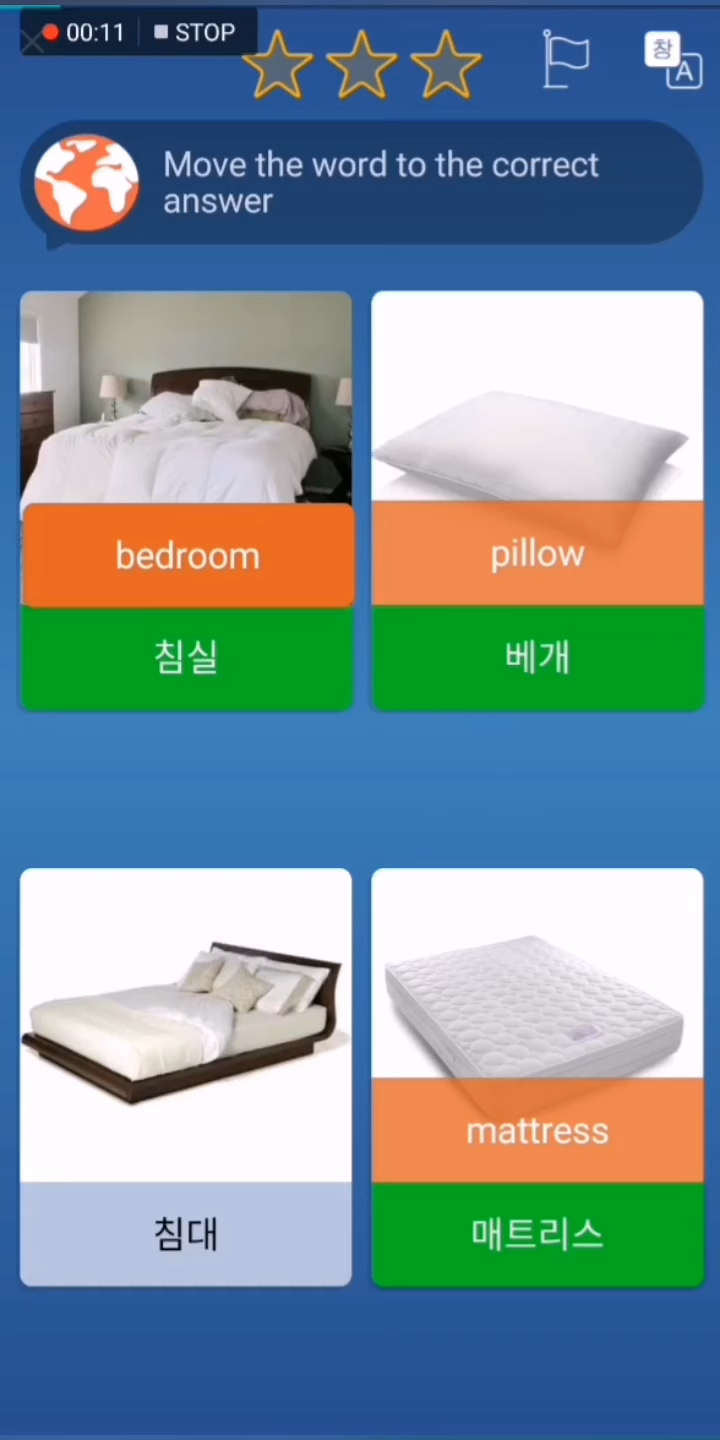 00:11 STOP
창 A
Move the word to the correct
answer
bedroom
침실
pillow
베개
침대
mattress
매트리스